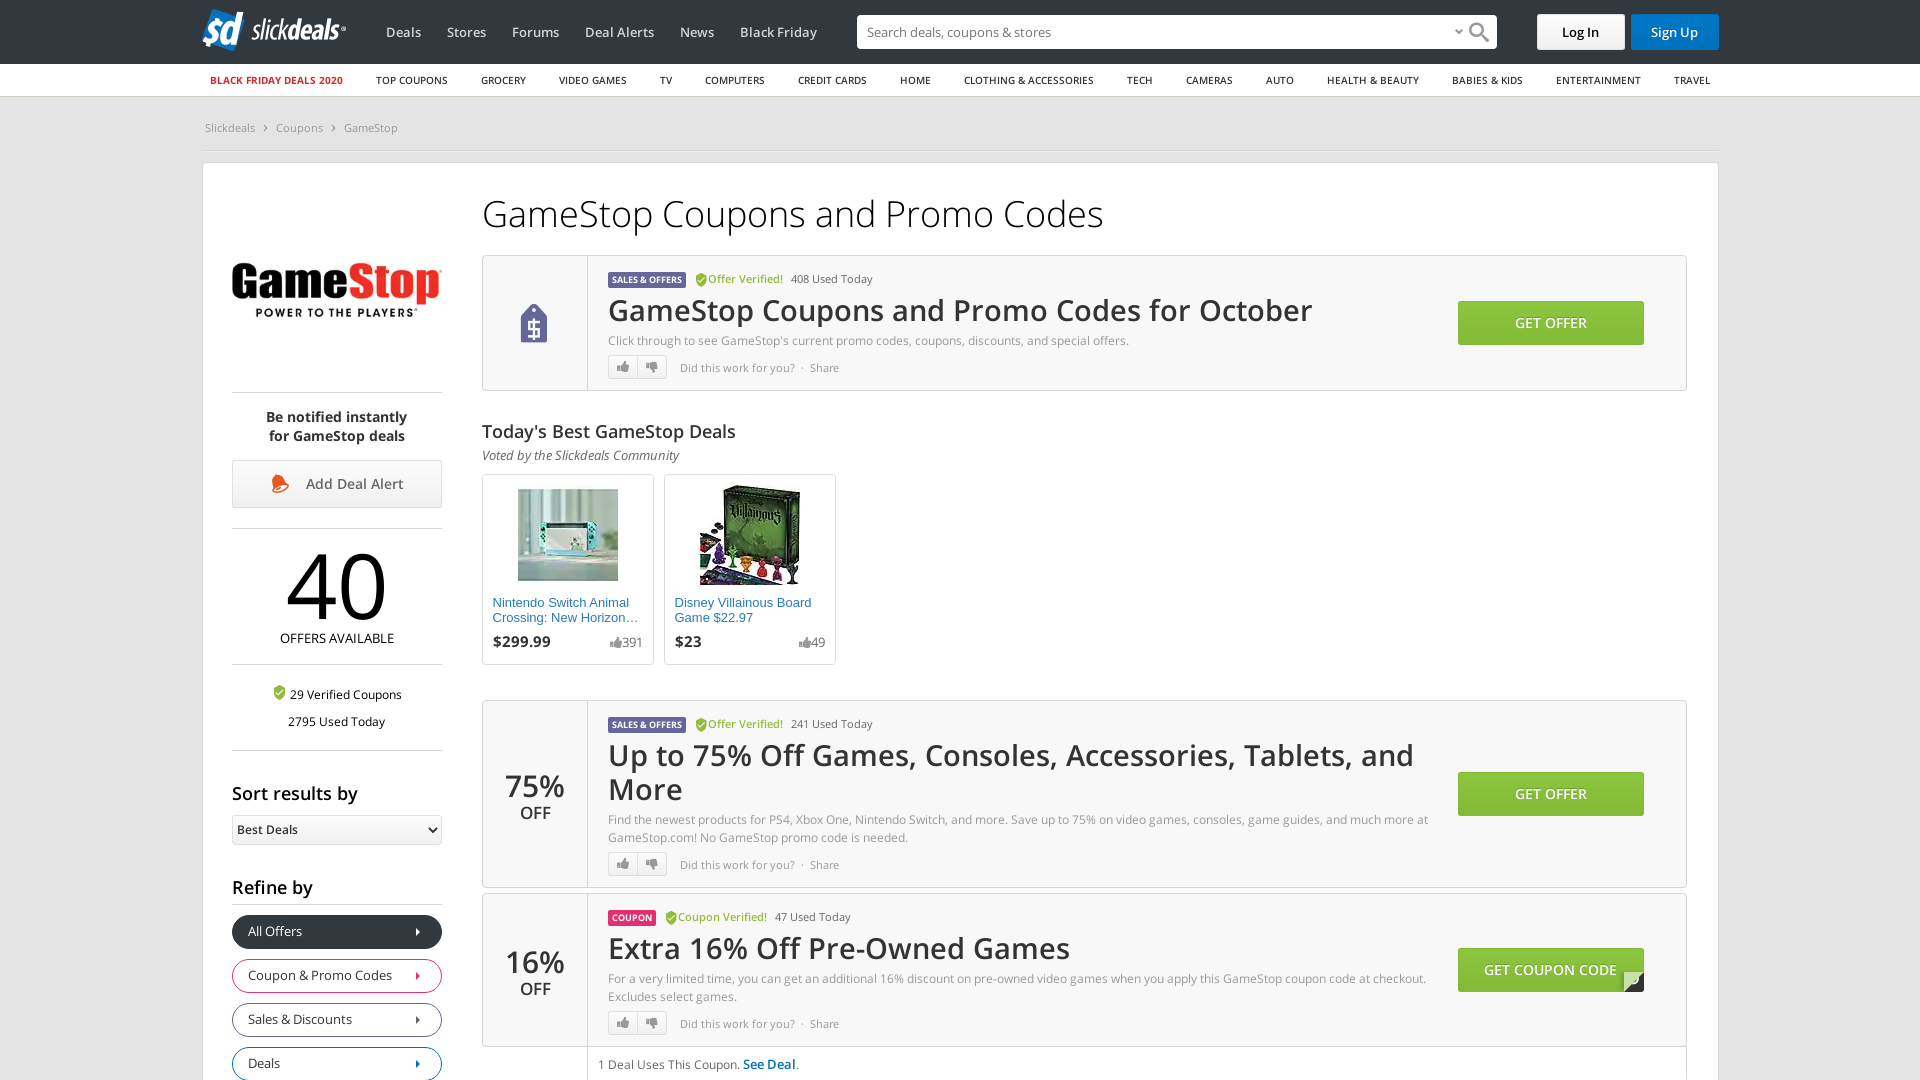 sd slickdeals
Deals Stores Forums Deal Alerts News Black Friday
Search deals, coupons & stores
Log In Sign Up
BLACK FRIDAY DEALS 2020 TOP COUPONS GROCERY VIDEO GAMES TV COMPUTERS CREDIT CARDS HOME CLOTHING & ACCESSORIES TECH CAMERAS AUTO HEALTH & BEAUTY BABIES & KIDS ENTERTAINMENT TRAVEL
Slickdeals › Coupons › GameStop
GameStop
POWER TO THE PLAYERS
Be notified instantly
for GameStop deals
Add Deal Alert
40
OFFERS AVAILABLE
29 Verified Coupons
2795 Used Today
Sort results by
Best Deals
Refine by
All Offers
Coupon & Promo Codes
Sales & Discounts
Deals
GameStop Coupons and Promo Codes
SALES & OFFERS Offer Verified! 408 Used Today
GameStop Coupons and Promo Codes for October
Click through to see GameStop's current promo codes, coupons, discounts, and special offers.
Did this work for you? · Share
GET OFFER
Today's Best GameStop Deals
Voted by the Slickdeals Community
Nintendo Switch Animal
Crossing: New Horizon…
$299.99 391
Villainous
Disney Villainous Board
Game $22.97
$23 49
75%
OFF
SALES & OFFERS Offer Verified! 241 Used Today
Up to 75% Off Games, Consoles, Accessories, Tablets, and
More
Find the newest products for PS4, Xbox One, Nintendo Switch, and more. Save up to 75% on video games, consoles, game guides, and much more at
GameStop.com! No GameStop promo code is needed.
Did this work for you? · Share
GET OFFER
16%
OFF
COUPON Coupon Verified! 47 Used Today
Extra 16% Off Pre-Owned Games
For a very limited time, you can get an additional 16% discount on pre-owned video games when you apply this GameStop coupon code at checkout.
Excludes select games.
Did this work for you? · Share
GET COUPON CODE
1 Deal Uses This Coupon. See Deal.